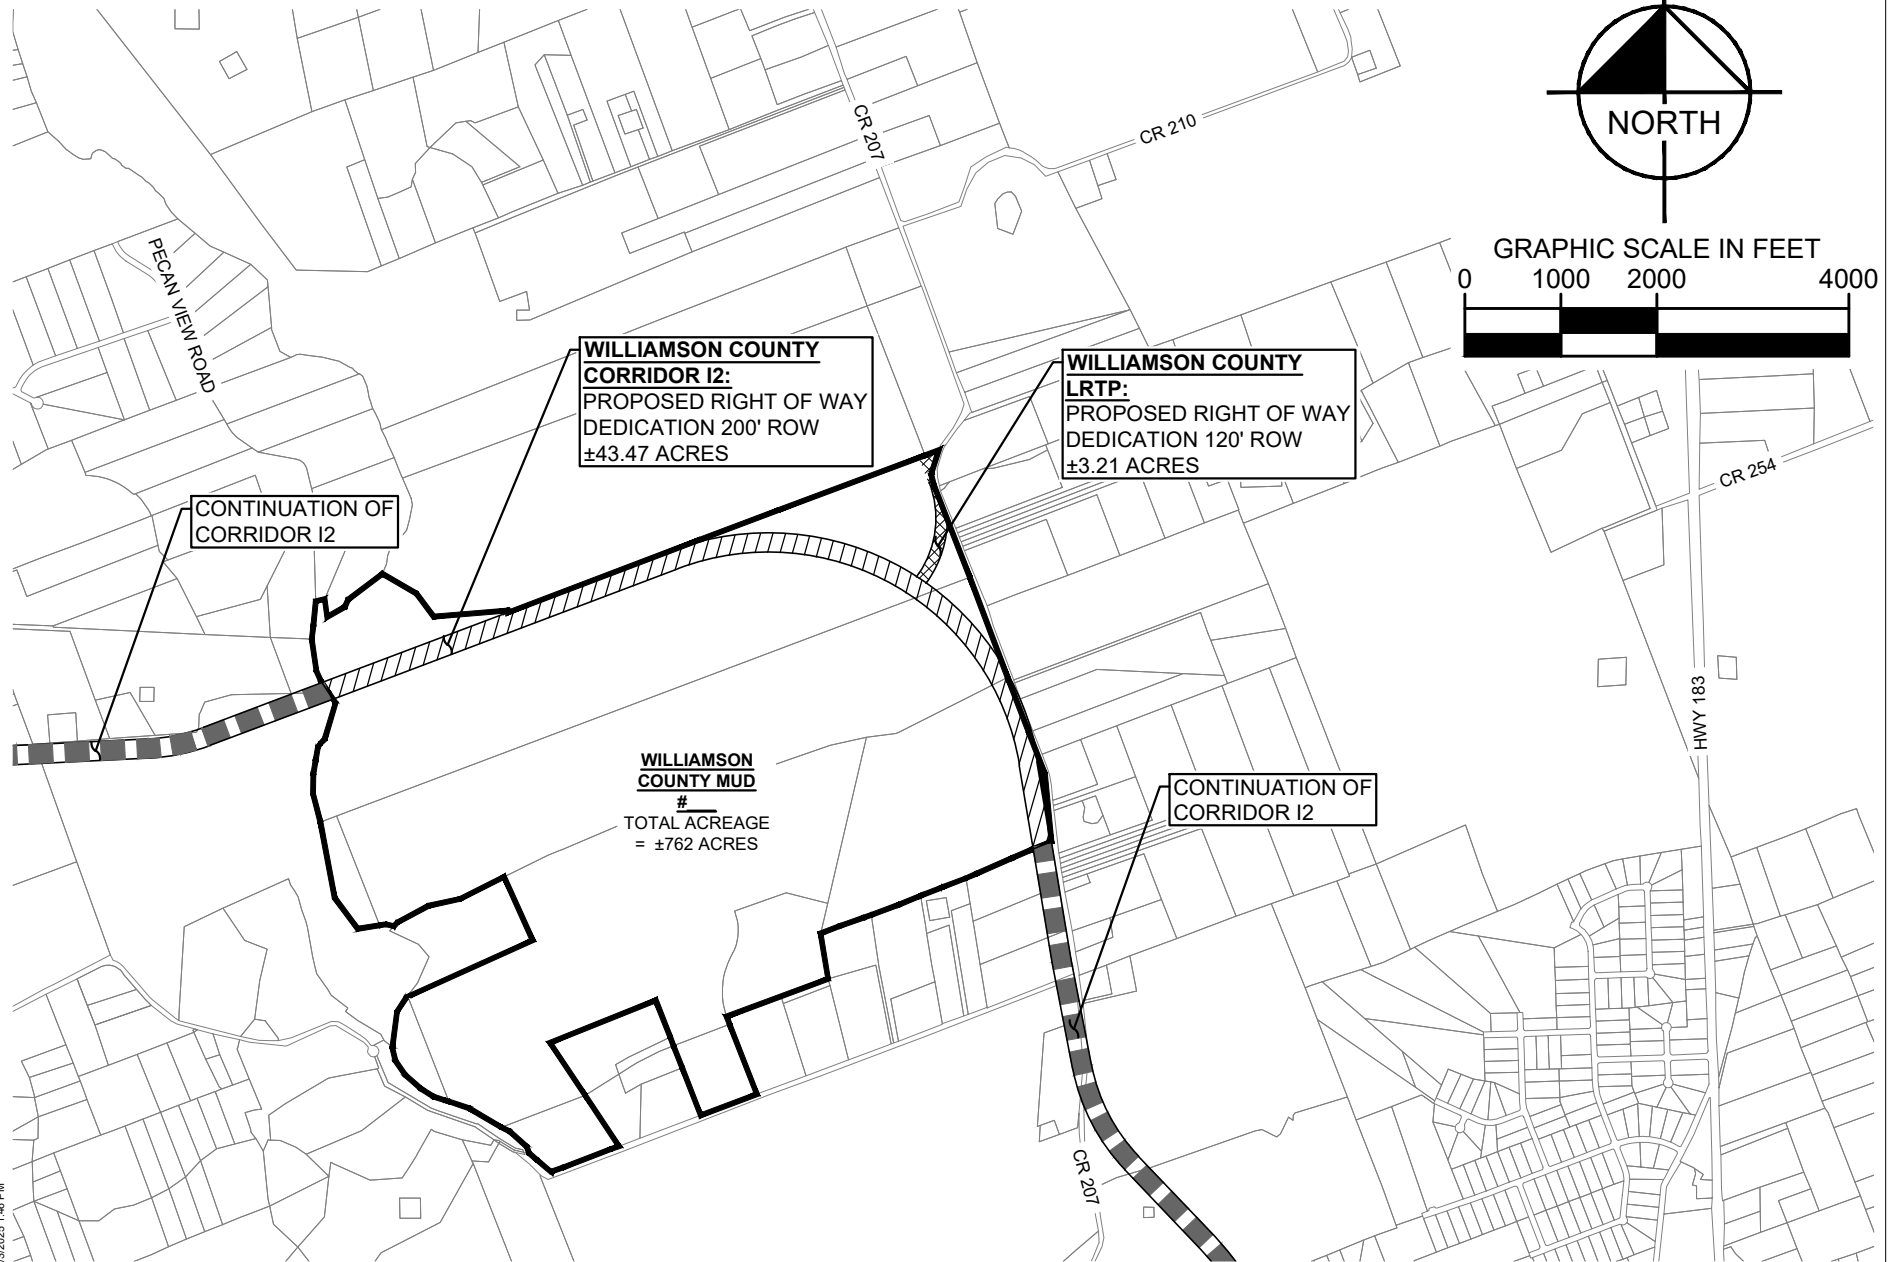 NORTH
GRAPHIC SCALE IN FEET
0 1000 2000 4000
CR 207
CR 210
PECAN VIEW ROAD
WILLIAMSON COUNTY
CORRIDOR I2:
PROPOSED RIGHT OF WAY
DEDICATION 200' ROW
±43.47 ACRES
WILLIAMSON COUNTY
LRTP:
PROPOSED RIGHT OF WAY
DEDICATION 120' ROW
±3.21 ACRES
CR 254
CONTINUATION OF
CORRIDOR I2
HWY 183
WILLIAMSON
COUNTY MUD
#___
TOTAL ACREAGE
= ±762 ACRES
CONTINUATION OF
CORRIDOR I2
CR 207